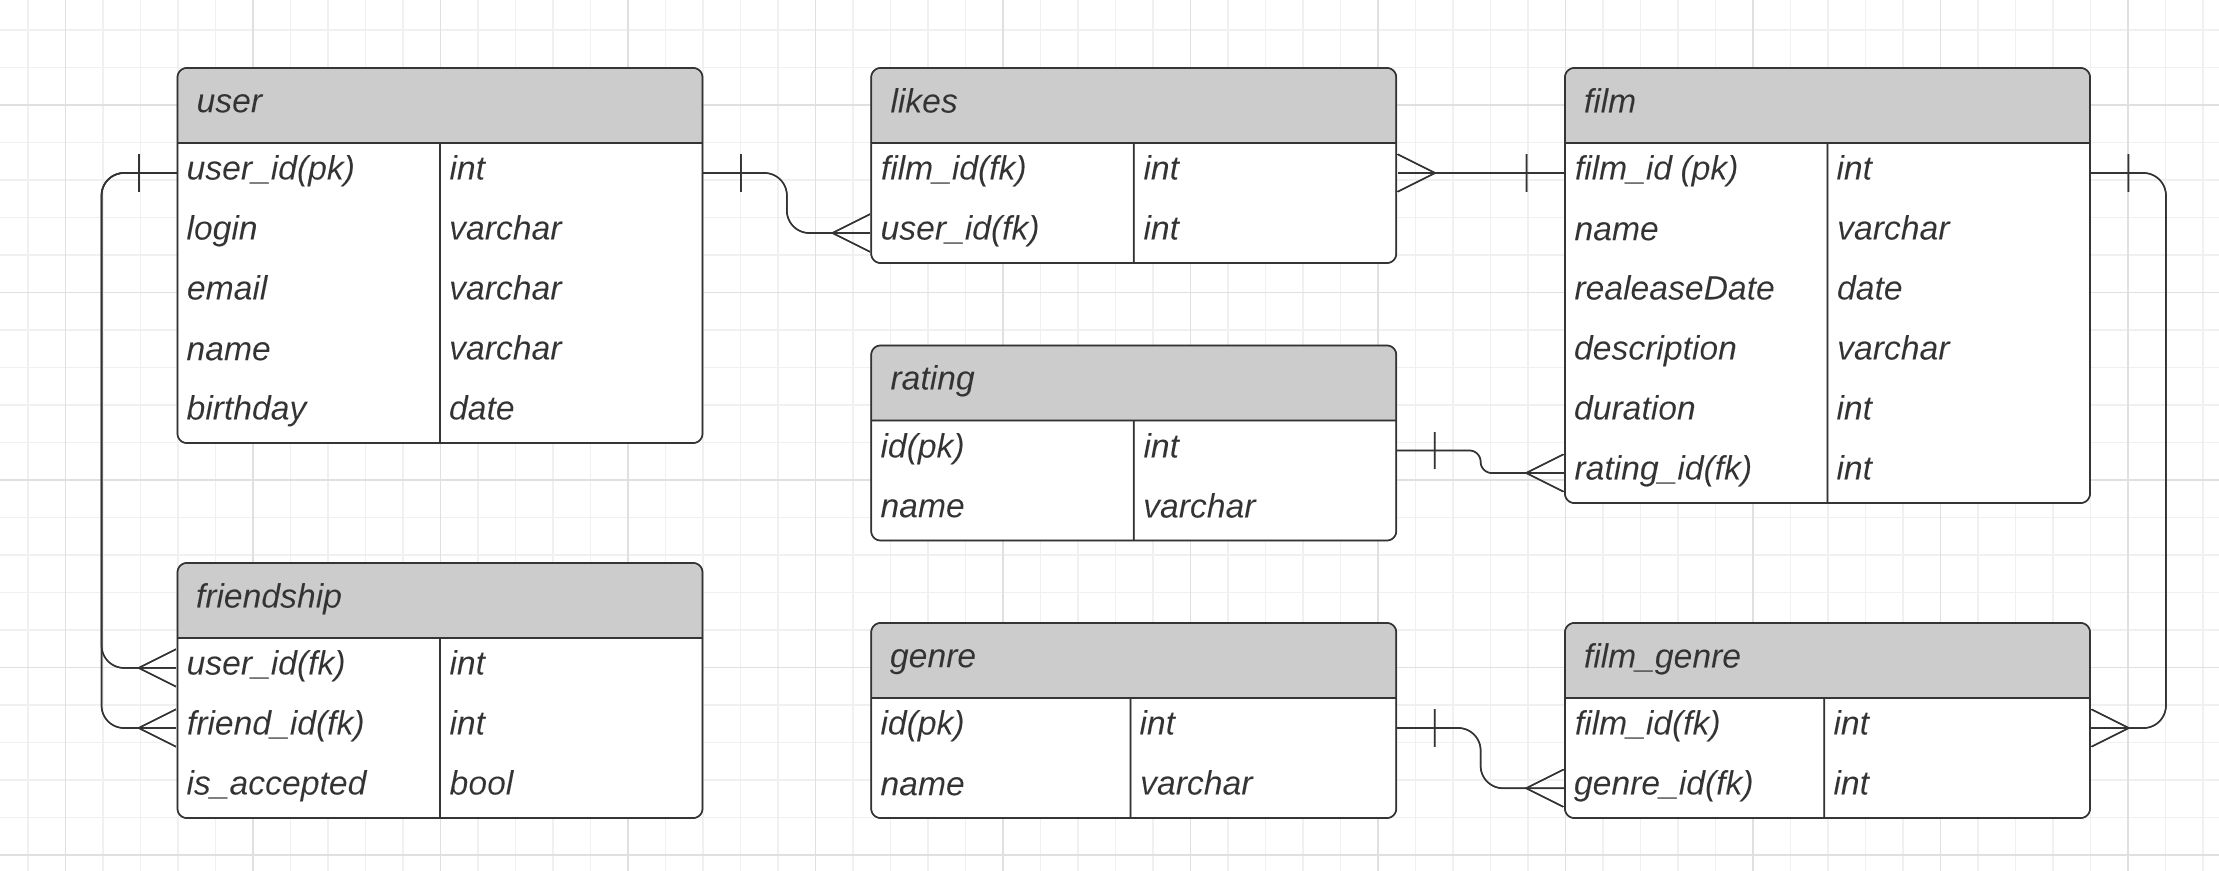 user
user_id(pk) int
login varchar
email varchar
name varchar
birthday date
likes
film_id(fk) int
user_id(fk) int
film
film_id (pk) int
name varchar
realeaseDate date
description varchar
duration int
rating_id(fk) int
rating
id(pk) int
name varchar
friendship
user_id(fk) int
friend_id(fk) int
is_accepted bool
genre
id(pk) int
name varchar
film_genre
film_id(fk) int
genre_id(fk) int